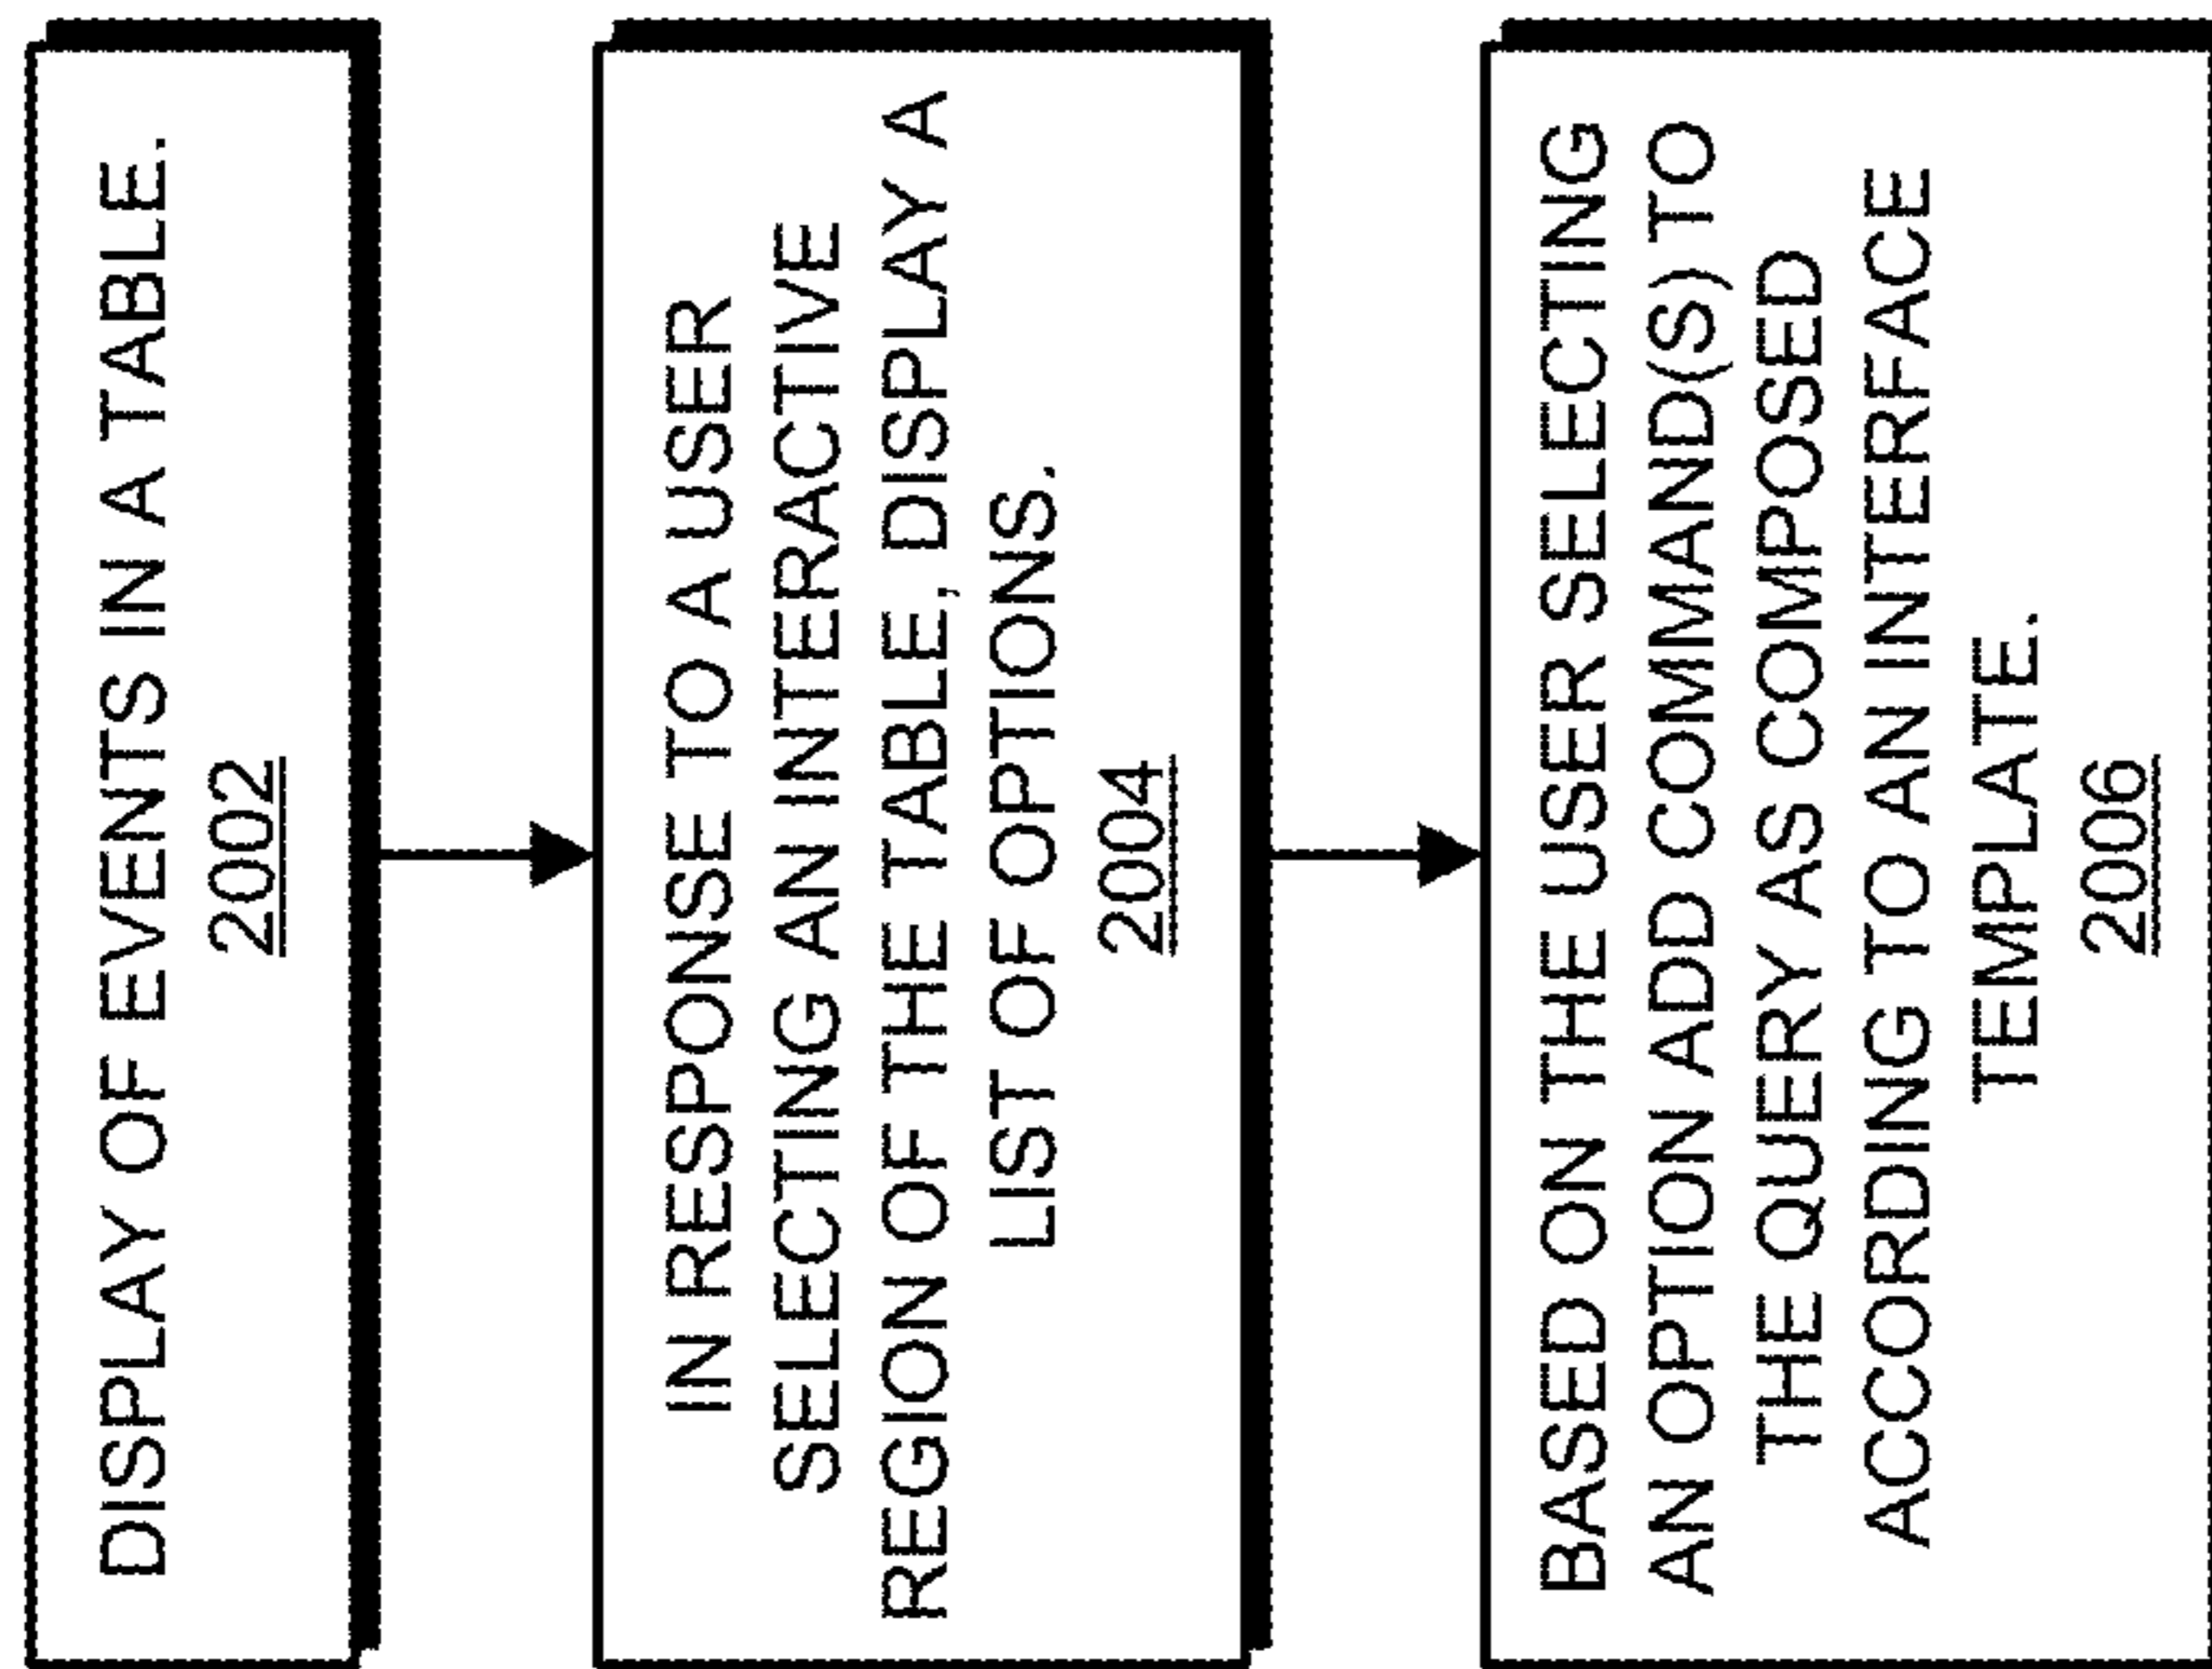 DISPLAY OF EVENTS IN A TABLE.
2002
IN RESPONSE TO A USER
SELECTING AN INTERACTIVE
REGION OF THE TABLE, DISPLAY A
LIST OF OPTIONS.
2004
BASED ON THE USER SELECTING
AN OPTION ADD COMMAND(S) TO
THE QUERY AS COMPOSED
ACCORDING TO AN INTERFACE
TEMPLATE.
2006